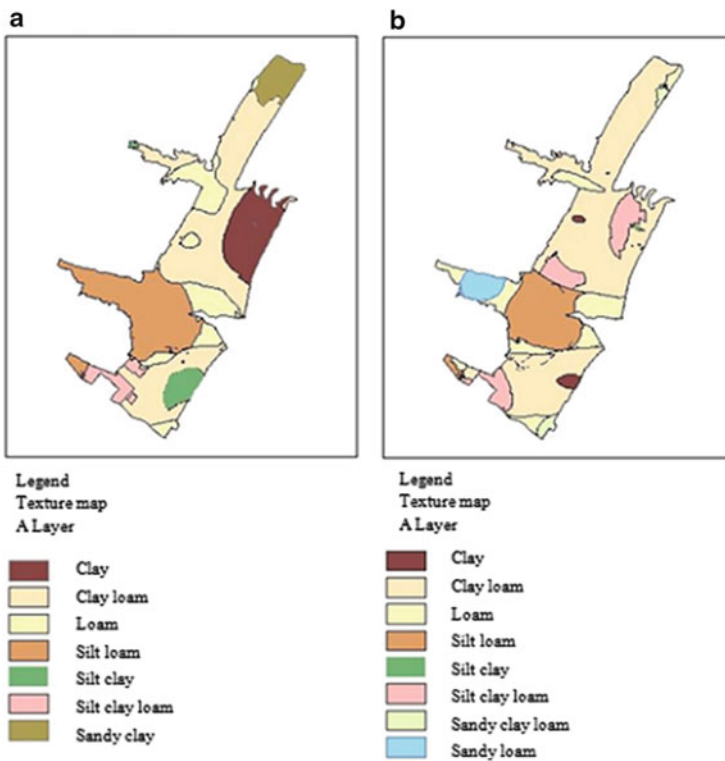 a
b
Legend
Texture map
A Layer
Clay
Clay loam
Loam
Silt loam
Silt clay
Silt clay loam
Sandy clay
Legend
Texture map
A Layer
Clay
Clay loam
Loam
Silt loam
Silt clay
Silt clay loam
Sandy clay loam
Sandy loam